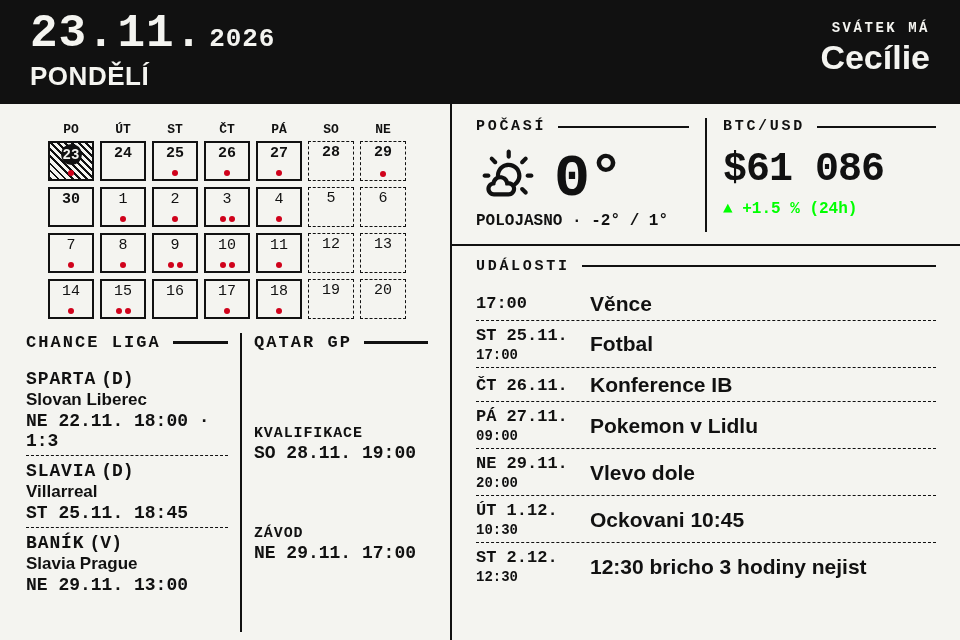 23.11. 2026
PONDĚLÍ
SVÁTEK MÁ
Cecílie
PO ÚT ST ČT PÁ SO NE
23 24 25 26 27 28 29
30 1 2 3 4 5 6
7 8 9 10 11 12 13
14 15 16 17 18 19 20
CHANCE LIGA
SPARTA (D)
Slovan Liberec
NE 22.11. 18:00 ·
1:3
SLAVIA (D)
Villarreal
ST 25.11. 18:45
BANÍK (V)
Slavia Prague
NE 29.11. 13:00
QATAR GP
KVALIFIKACE
SO 28.11. 19:00
ZÁVOD
NE 29.11. 17:00
POČASÍ
0°
POLOJASNO · -2° / 1°
BTC/USD
$61 086
▲ +1.5 % (24h)
UDÁLOSTI
17:00 Věnce
ST 25.11.
17:00
Fotbal
ČT 26.11. Konference IB
PÁ 27.11.
09:00
Pokemon v Lidlu
NE 29.11.
20:00
Vlevo dole
ÚT 1.12.
10:30
Ockovani 10:45
ST 2.12.
12:30
12:30 bricho 3 hodiny nejist